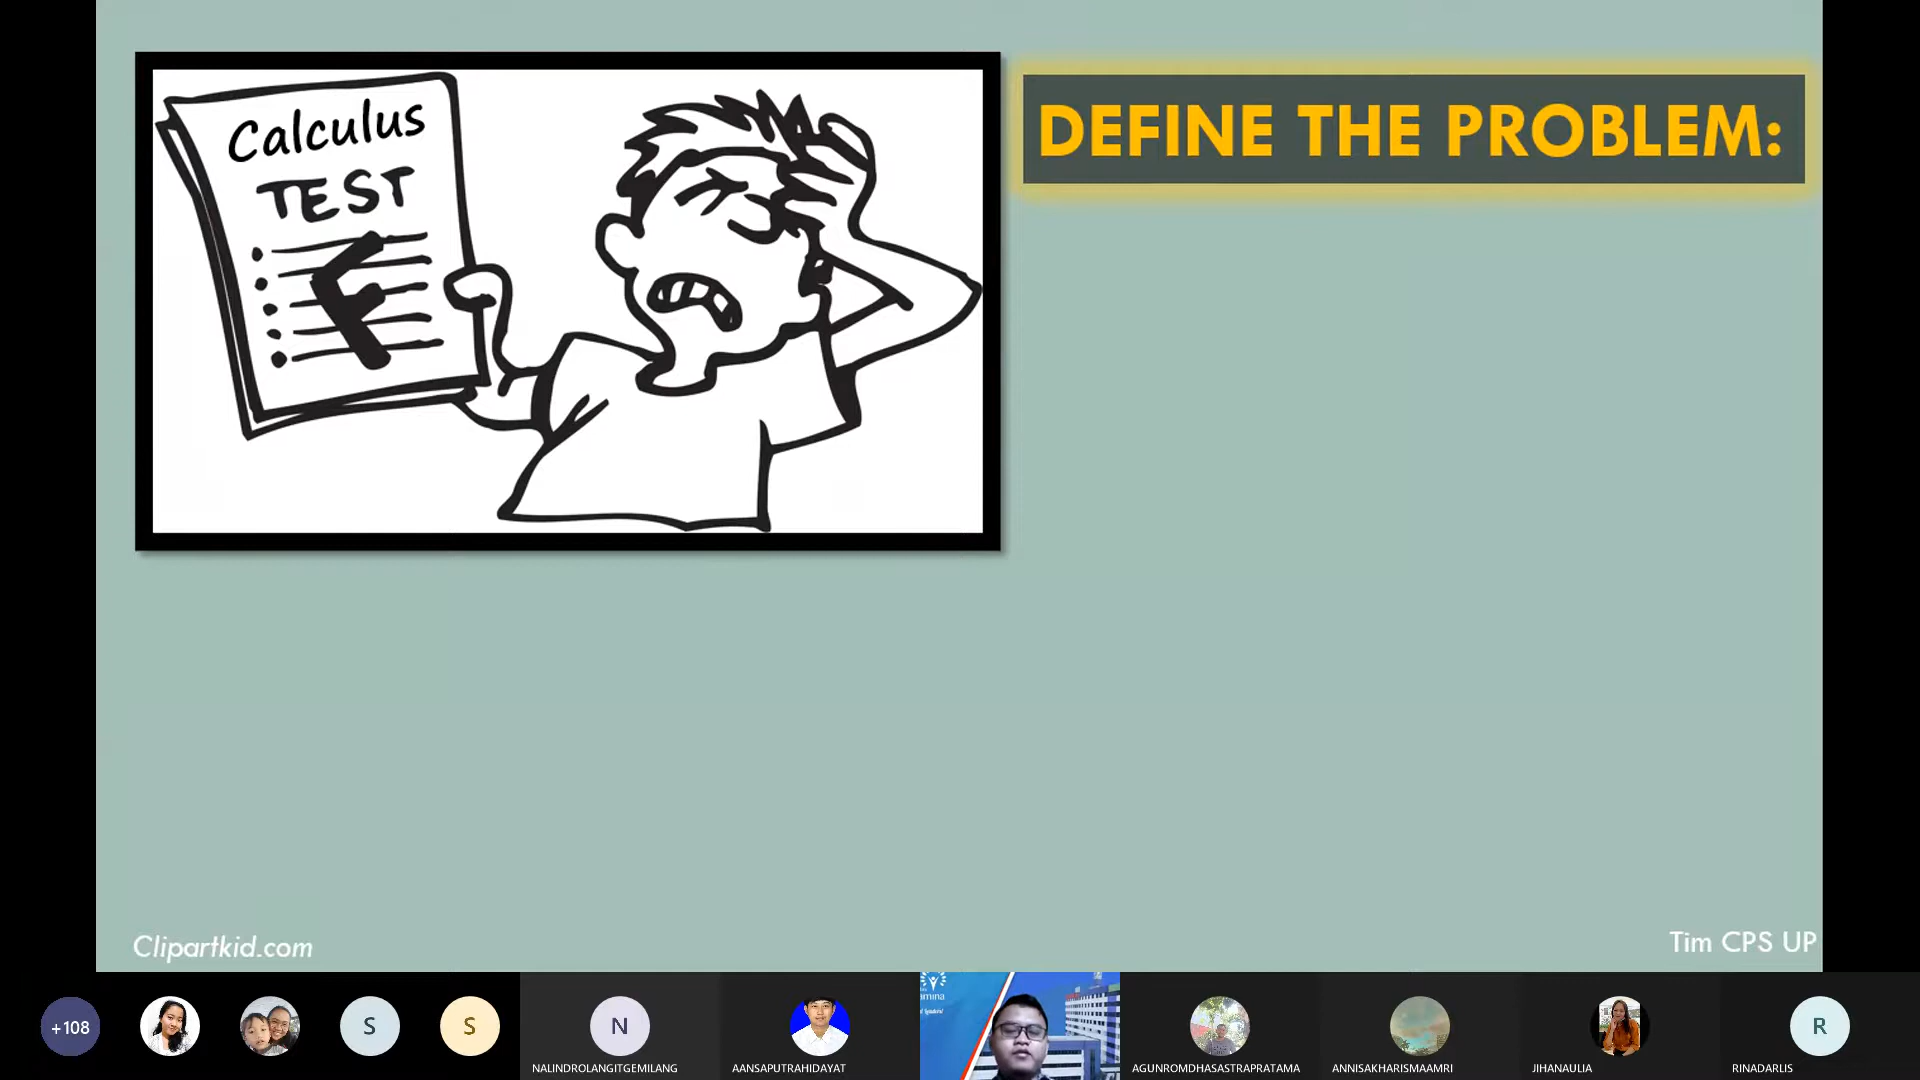 Calculus
TEST
F
DEFINE THE PROBLEM:
Clipartkid.com
Tim CPS UP
+108
S
S
N
NALINDROLANGITGEMILANG
AANSAPUTRAHIDAYAT
AGUNROMDHASASTRAPRATAMA
ANNISAKHARISMAAMRI
JIHANAULIA
R
RINADARLIS